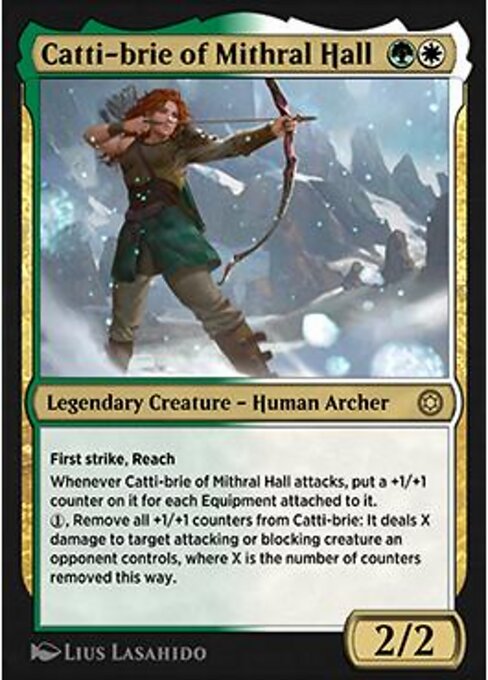 Catti-brie of Mithral Hall
Legendary Creature – Human Archer
First strike, Reach
Whenever Catti-brie of Mithral Hall attacks, put a +1/+1
counter on it for each Equipment attached to it.
①, Remove all +1/+1 counters from Catti-brie: It deals X
damage to target attacking or blocking creature an
opponent controls, where X is the number of counters
removed this way.
2/2
Lius Lasahido